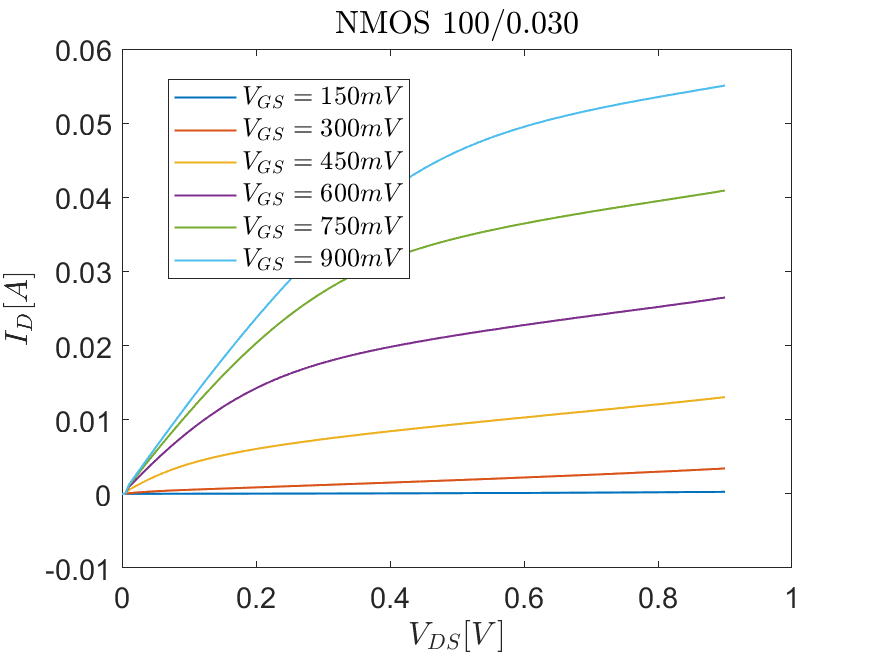 NMOS 100/0.030
0.06
0.05
0.04
0.03
0.02
0.01
0
-0.01
I_D[A]
V_GS = 150mV
V_GS = 300mV
V_GS = 450mV
V_GS = 600mV
V_GS = 750mV
V_GS = 900mV
0 0.2 0.4 0.6 0.8 1
V_DS[V]